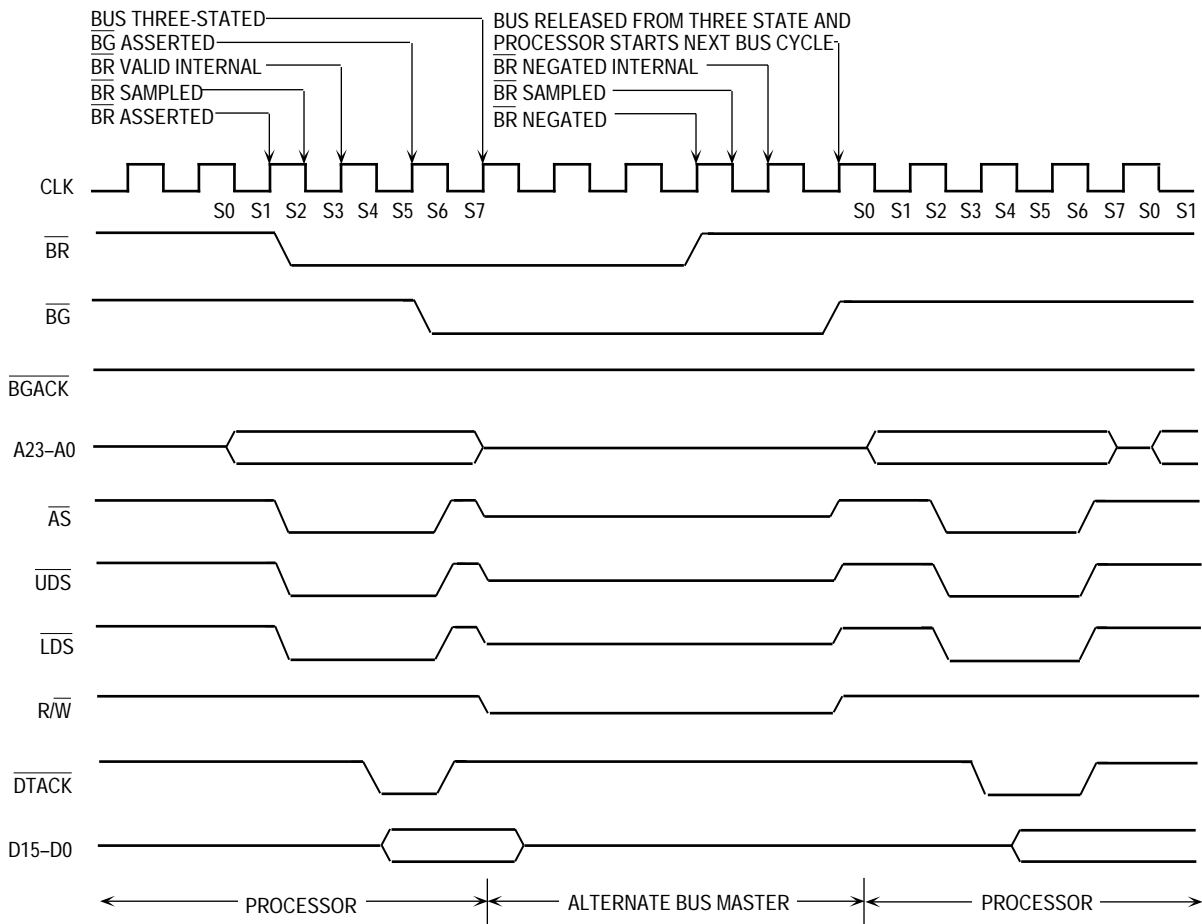 BUS THREE-STATED
BG ASSERTED
BR VALID INTERNAL
BR SAMPLED
BR ASSERTED
BUS RELEASED FROM THREE STATE AND
PROCESSOR STARTS NEXT BUS CYCLE
BR NEGATED INTERNAL
BR SAMPLED
BR NEGATED
CLK
S0 S1 S2 S3 S4 S5 S6 S7 S0 S1 S2 S3 S4 S5 S6 S7 S0 S1
BR
BG
BGACK
A23–A0
AS
UDS
LDS
R/W
DTACK
D15–D0
PROCESSOR ALTERNATE BUS MASTER PROCESSOR